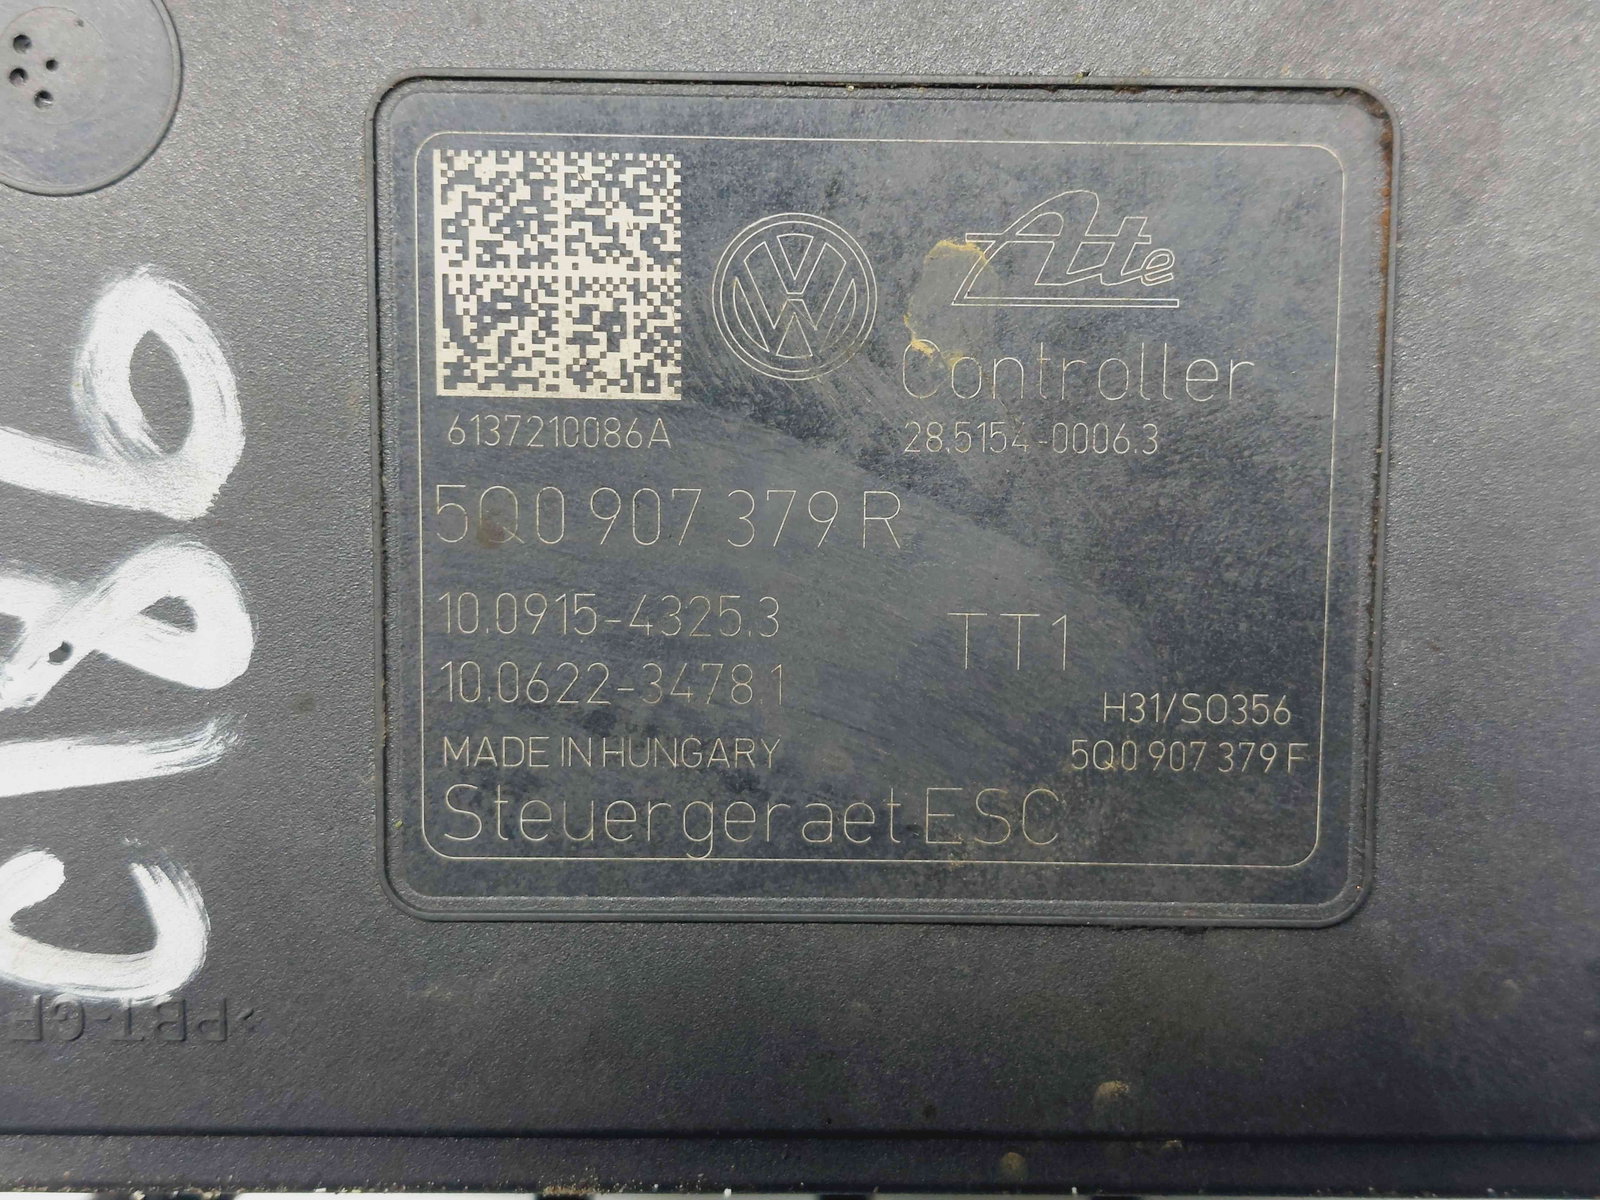 Ate
Controller
6137210086A
28.5154-0006.3
5Q0 907 379 R
10.0915-4325.3
TT1
10.0622-3478.1
H31/S0356
MADE IN HUNGARY
5Q0 907 379 F
Steuergeraet ESC
>PBT-GF